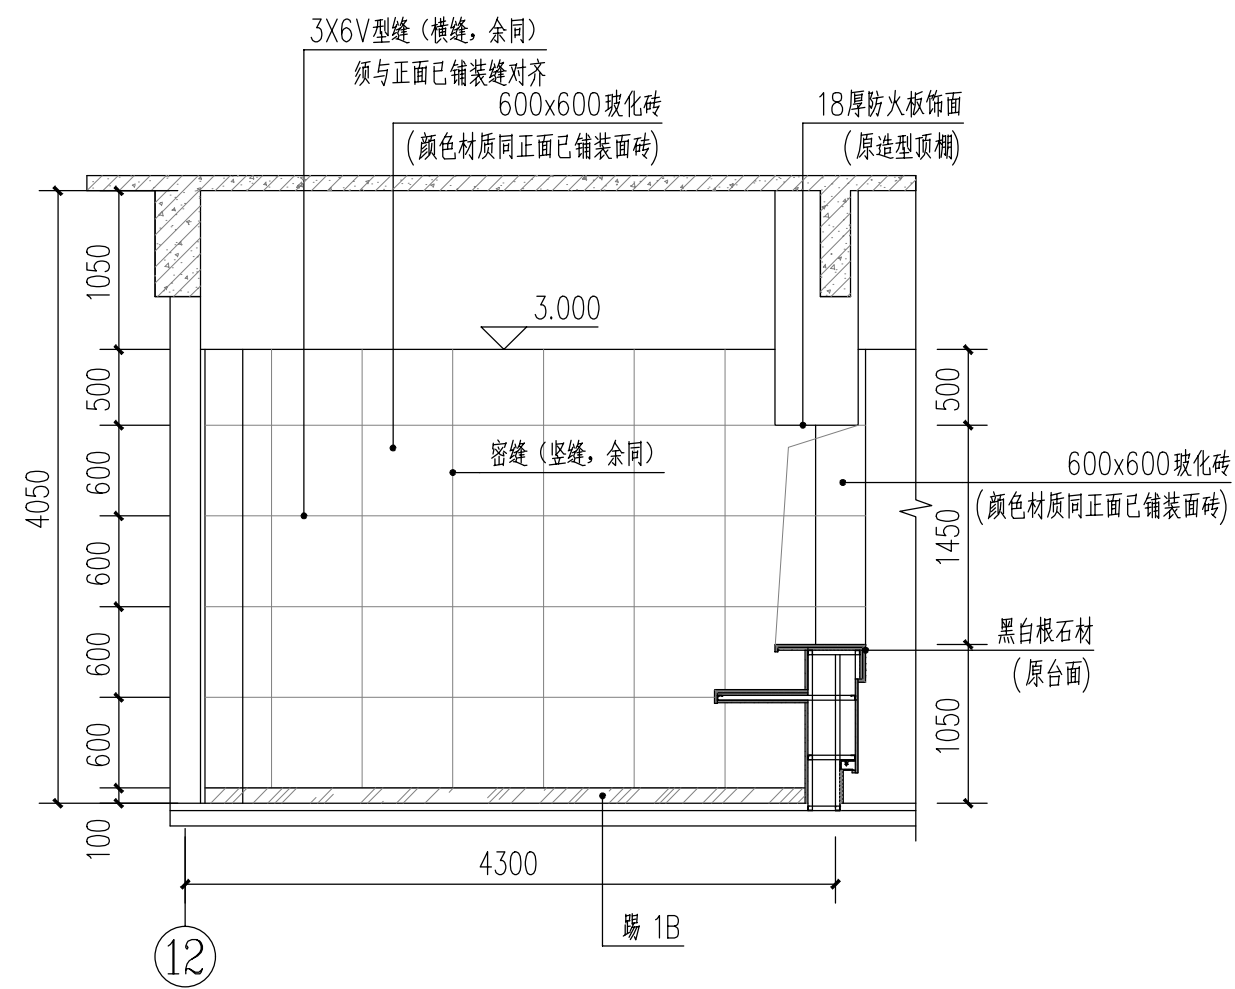 3X6V型缝（横缝，余同）
须与正面已铺装缝对齐
600x600玻化砖
（颜色材质同正面已铺装面砖）
18厚防火板饰面
（原造型顶棚）
1050
3.000
500
500
密缝（竖缝，余同）
600
4050
600x600玻化砖
（颜色材质同正面已铺装面砖）
1450
600
600
黑白根石材
（原台面）
1050
600
100
4300
踢 1B
12